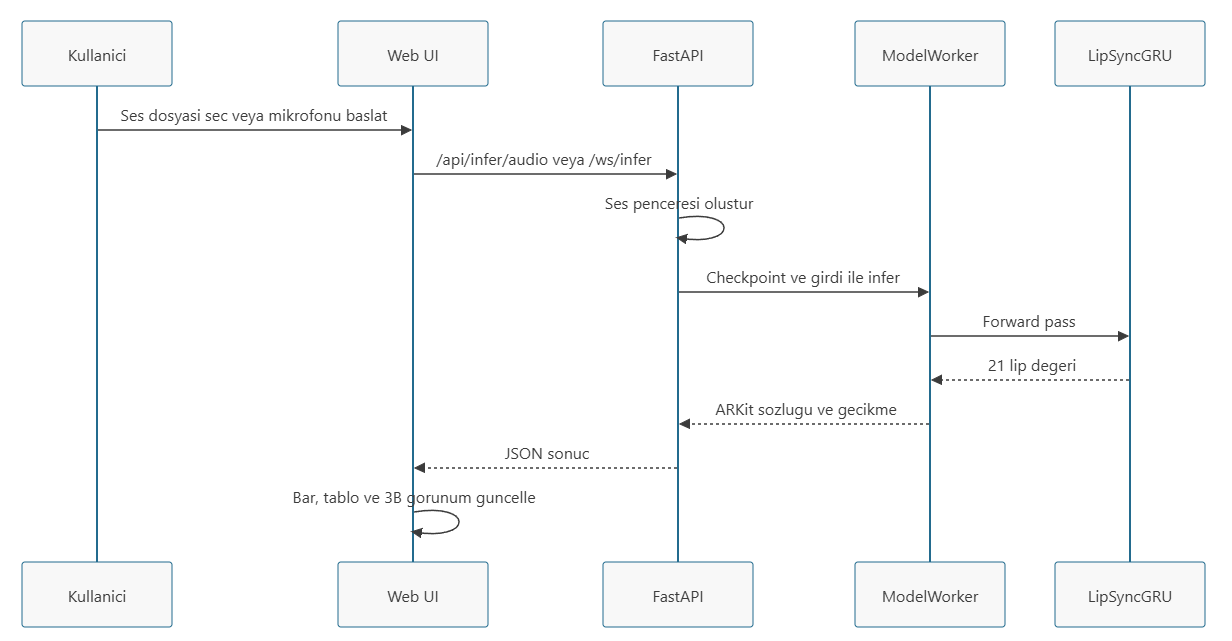 Kullanici
Web UI
FastAPI
ModelWorker
LipSyncGRU
Ses dosyasi sec veya mikrofonu baslat
/api/infer/audio veya /ws/infer
Ses penceresi olustur
Checkpoint ve girdi ile infer
Forward pass
21 lip degeri
ARKit sozlugu ve gecikme
JSON sonuc
Bar, tablo ve 3B gorunum guncelle
Kullanici
Web UI
FastAPI
ModelWorker
LipSyncGRU